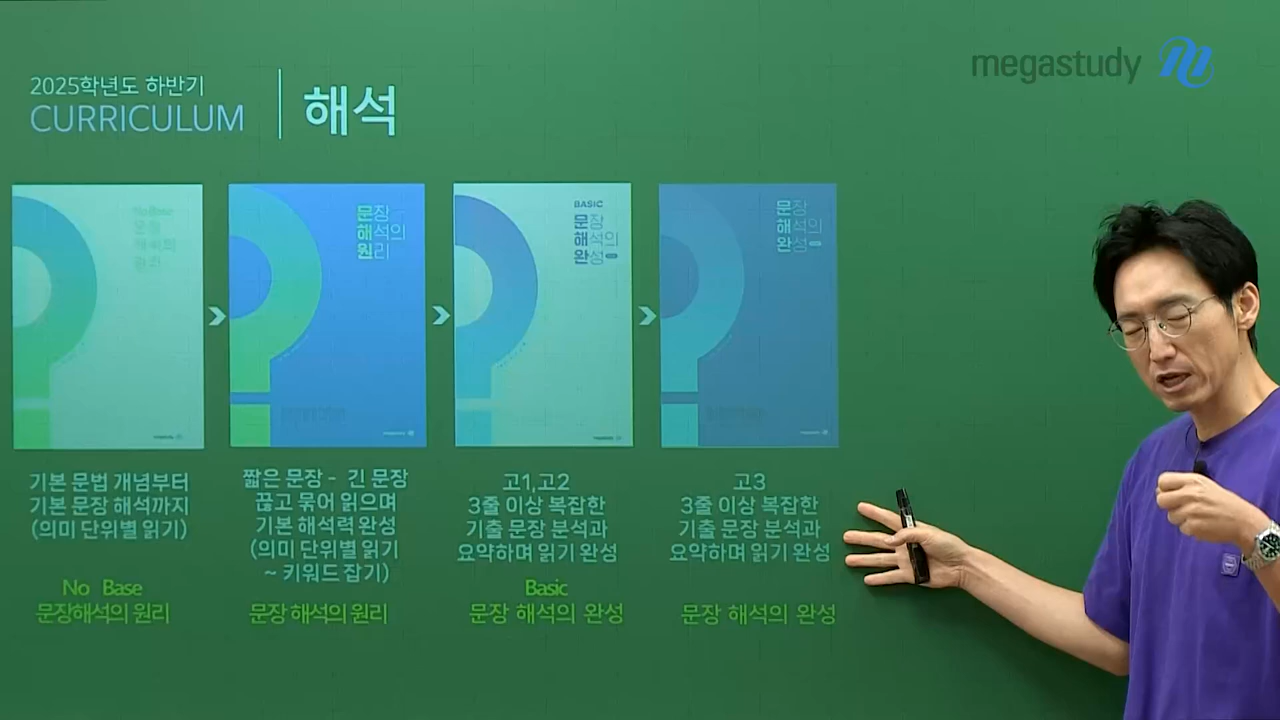 megastudy
2025학년도 하반기
CURRICULUM
해석
문장
해석의
원리
BASIC
문장
해석의
완성
문장
해석의
완성
기본 문법 개념부터
기본 문장 해석까지
(의미 단위별 읽기)
No Base
문장해석의 원리
짧은 문장 - 긴 문장
끊고 묶어 읽으며
기본 해석력 완성
(의미 단위별 읽기
~ 키워드 잡기)
문장 해석의 원리
고1,고2
3줄 이상 복잡한
기출 문장 분석과
요약하며 읽기 완성
Basic
문장 해석의 완성
고3
3줄 이상 복잡한
기출 문장 분석과
요약하며 읽기 완성
문장 해석의 완성